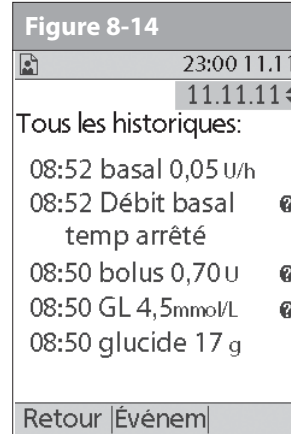 Figure 8-14
23:00 11.11
11.11.11
Tous les historiques:
08:52 basal 0,05 U/h
08:52 Débit basal
temp arrêté
08:50 bolus 0,70 U
08:50 GL 4,5mmol/L
08:50 glucide 17 g
Retour |Événem|